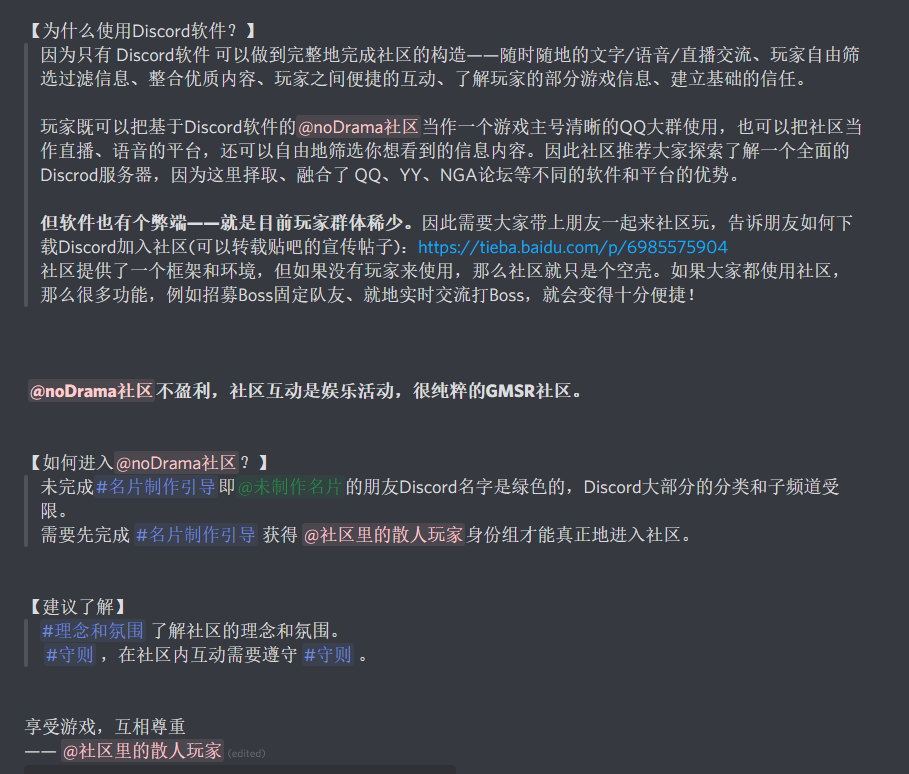 【为什么使用Discord软件？】
因为只有 Discord软件 可以做到完整地完成社区的构造——随时随地的文字/语音/直播交流、玩家自由筛
选过滤信息、整合优质内容、玩家之间便捷的互动、了解玩家的部分游戏信息、建立基础的信任。
玩家既可以把基于Discord软件的@noDrama社区当作一个游戏主号清晰的QQ大群使用，也可以把社区当
作直播、语音的平台，还可以自由地筛选你想看到的信息内容。因此社区推荐大家探索了解一个全面的
Discrod服务器，因为这里择取、融合了 QQ、YY、NGA论坛等不同的软件和平台的优势。
但软件也有个弊端——就是目前玩家群体稀少。因此需要大家带上朋友一起来社区玩，告诉朋友如何下
载Discord加入社区(可以转载贴吧的宣传帖子)：https://tieba.baidu.com/p/6985575904
社区提供了一个框架和环境，但如果没有玩家来使用，那么社区就只是个空壳。如果大家都使用社区，
那么很多功能，例如招募Boss固定队友、就地实时交流打Boss，就会变得十分便捷！
@noDrama社区不盈利，社区互动是娱乐活动，很纯粹的GMSR社区。
【如何进入@noDrama社区？】
未完成#名片制作引导即@未制作名片的朋友Discord名字是绿色的，Discord大部分的分类和子频道受
限。
需要先完成 #名片制作引导 获得 @社区里的散人玩家身份组才能真正地进入社区。
【建议了解】
#理念和氛围 了解社区的理念和氛围。
#守则 ，在社区内互动需要遵守 #守则 。
享受游戏，互相尊重
—— @社区里的散人玩家 (edited)